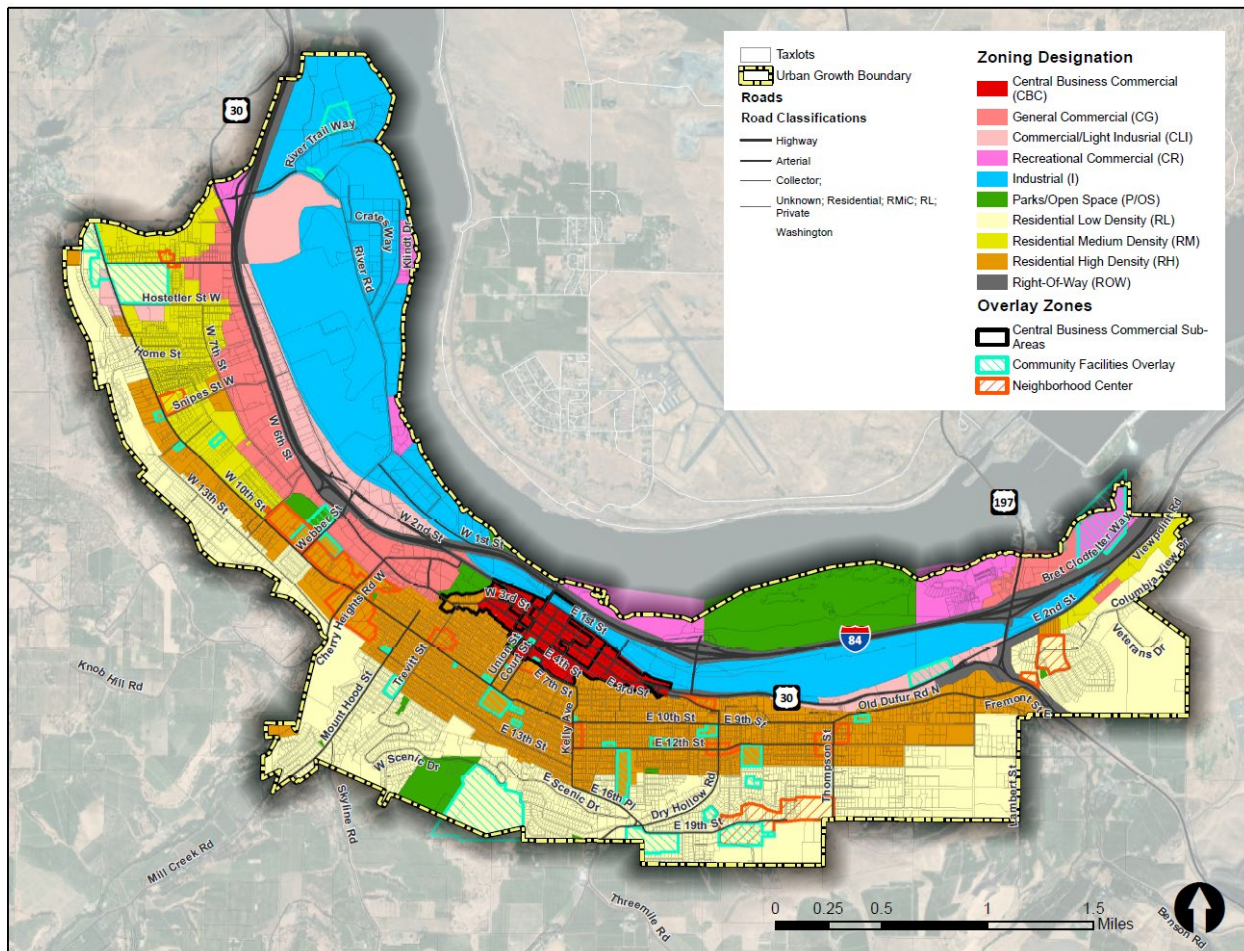 Taxlots
Urban Growth Boundary
Roads
Road Classifications
Highway
Arterial
Collector;
Unknown; Residential; RMiC; RL;
Private
Washington
Zoning Designation
Central Business Commercial
(CBC)
General Commercial (CG)
Commercial/Light Indusrial (CLI)
Recreational Commercial (CR)
Industrial (I)
Parks/Open Space (P/OS)
Residential Low Density (RL)
Residential Medium Density (RM)
Residential High Density (RH)
Right-Of-Way (ROW)
Overlay Zones
Central Business Commercial Sub-
Areas
Community Facilities Overlay
Neighborhood Center
30
River Trail Way
Crates Way
River Rd
Klindt Dr
Hostetler St W
W 7th St
Home St
Snipes St W
W 6th St
W 10th St
W 13th St
Webber St
W 2nd St
W 1st St
197
Bret Clodfelter Way
Viewpoint Rd
Columbia View Dr
E 2nd St
Veterans Dr
84
W 3rd St
E 1st St
Cherry Heights Rd W
Union St
Court St
E 4th St
E 3rd St
E 7th St
30
Old Dufur Rd N
Fremont St E
Knob Hill Rd
Trevitt St
Mount Hood St
Kelly Ave
E 10th St
E 9th St
E 13th St
E 12th St
W Scenic Dr
E Scenic Dr
E 16th Pl
Dry Hollow Rd
Thompson St
Lambert St
E 19th St
Skyline Rd
Mill Creek Rd
Threemile Rd
Benson Rd
0 0.25 0.5 1 1.5
Miles